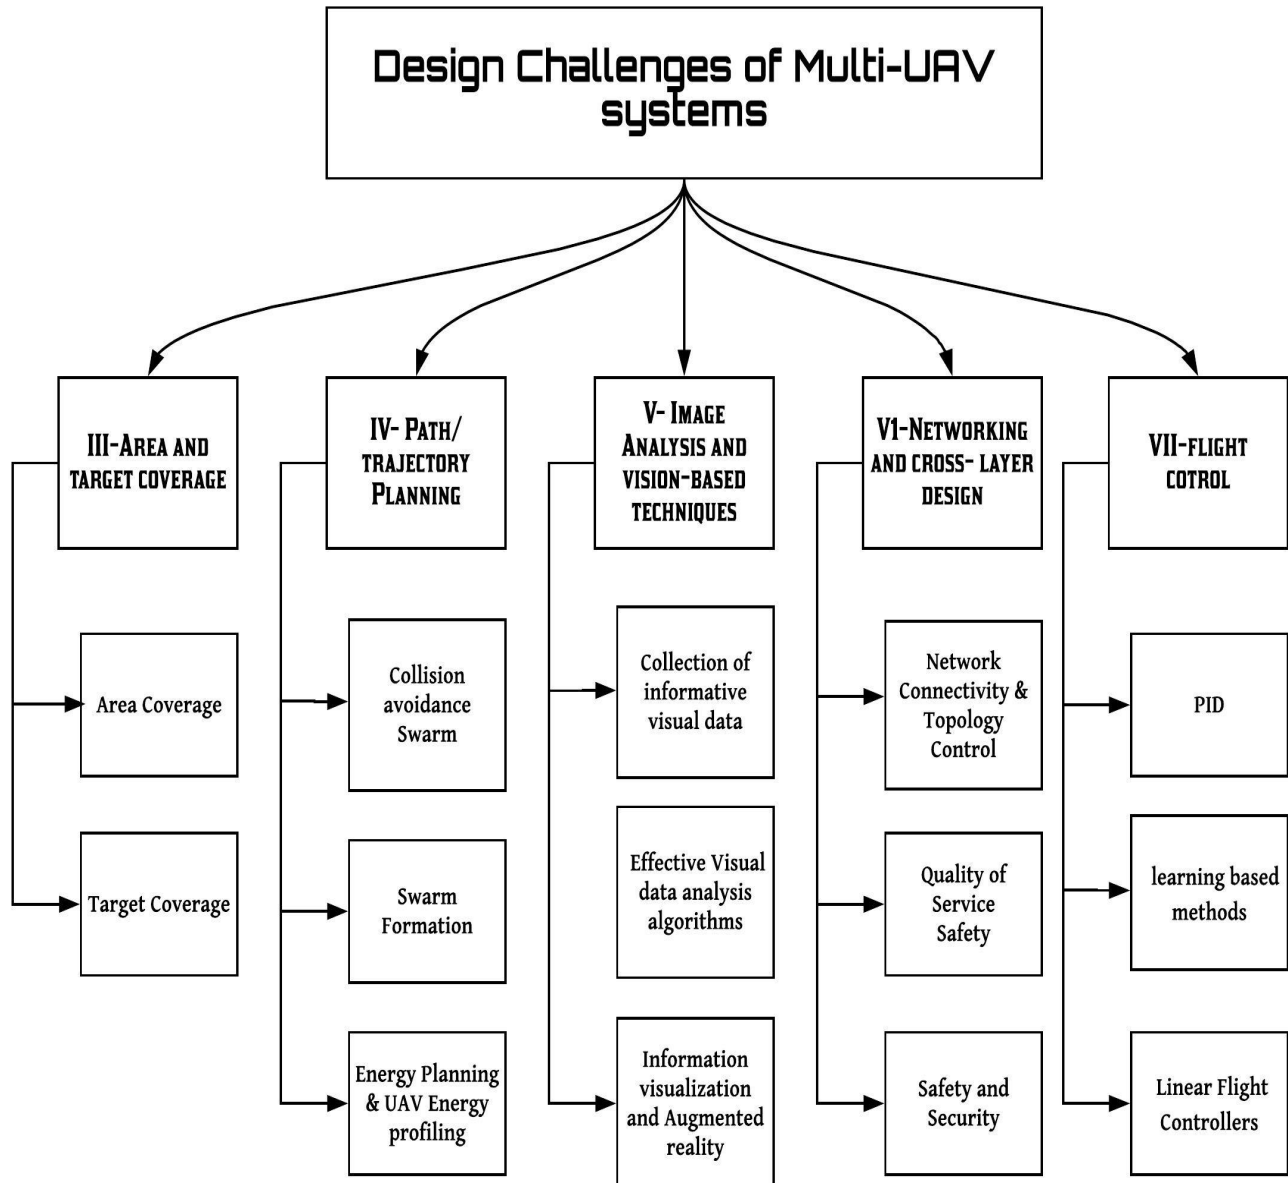 Design Challenges of Multi-UAV
systems
III-Area and
target coverage
IV- Path/
trajectory
Planning
V- Image
Analysis and
vision-based
techniques
V1-Networking
and cross- layer
design
VII-flight
cotrol
Area Coverage
Target Coverage
Collision
avoidance
Swarm
Swarm
Formation
Energy Planning
& UAV Energy
profiling
Collection of
informative
visual data
Effective Visual
data analysis
algorithms
Information
visualization
and Augmented
reality
Network
Connectivity &
Topology
Control
Quality of
Service
Safety
Safety and
Security
PID
learning based
methods
Linear Flight
Controllers